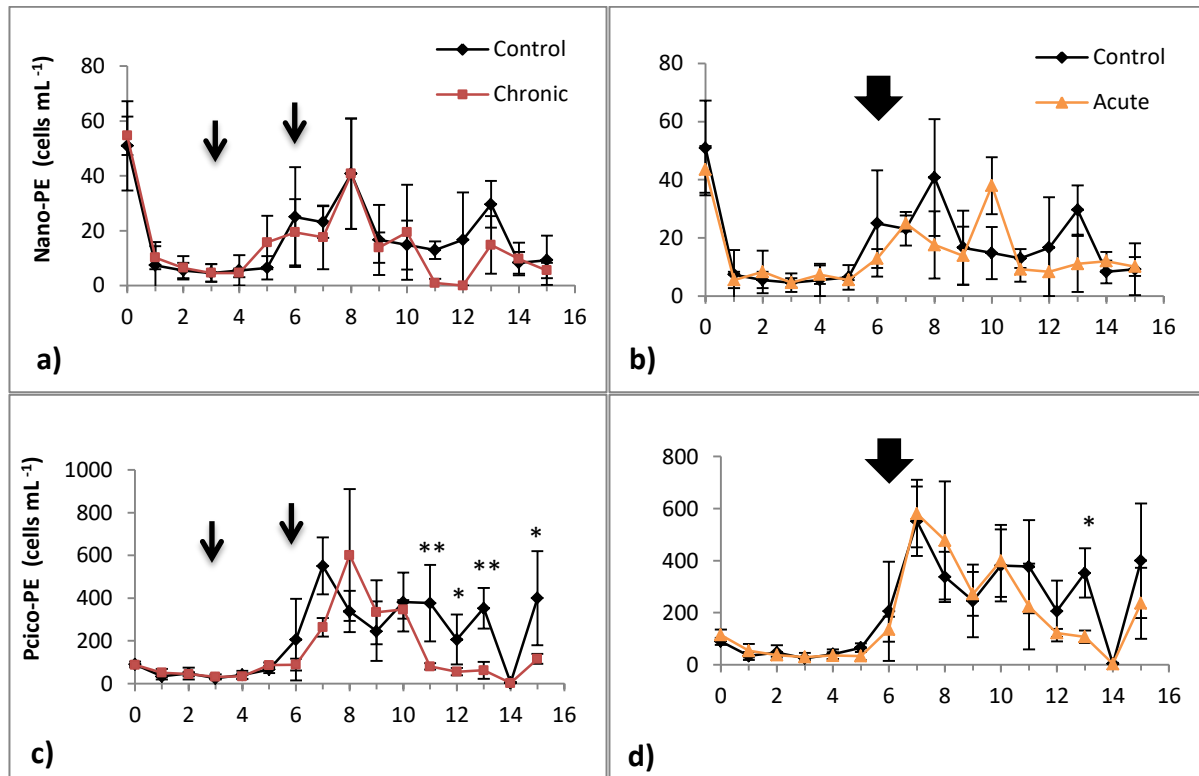 Control
Chronic
Nano-PE (cells mL -1)
80
60
40
20
0
0 2 4 6 8 10 12 14 16
a)
Control
Acute
80
60
40
20
0
0 2 4 6 8 10 12 14 16
b)
Pcico-PE (cells mL -1)
1000
800
600
400
200
0
** * ** *
0 2 4 6 8 10 12 14 16
c)
800
600
400
200
0
*
0 2 4 6 8 10 12 14 16
d)